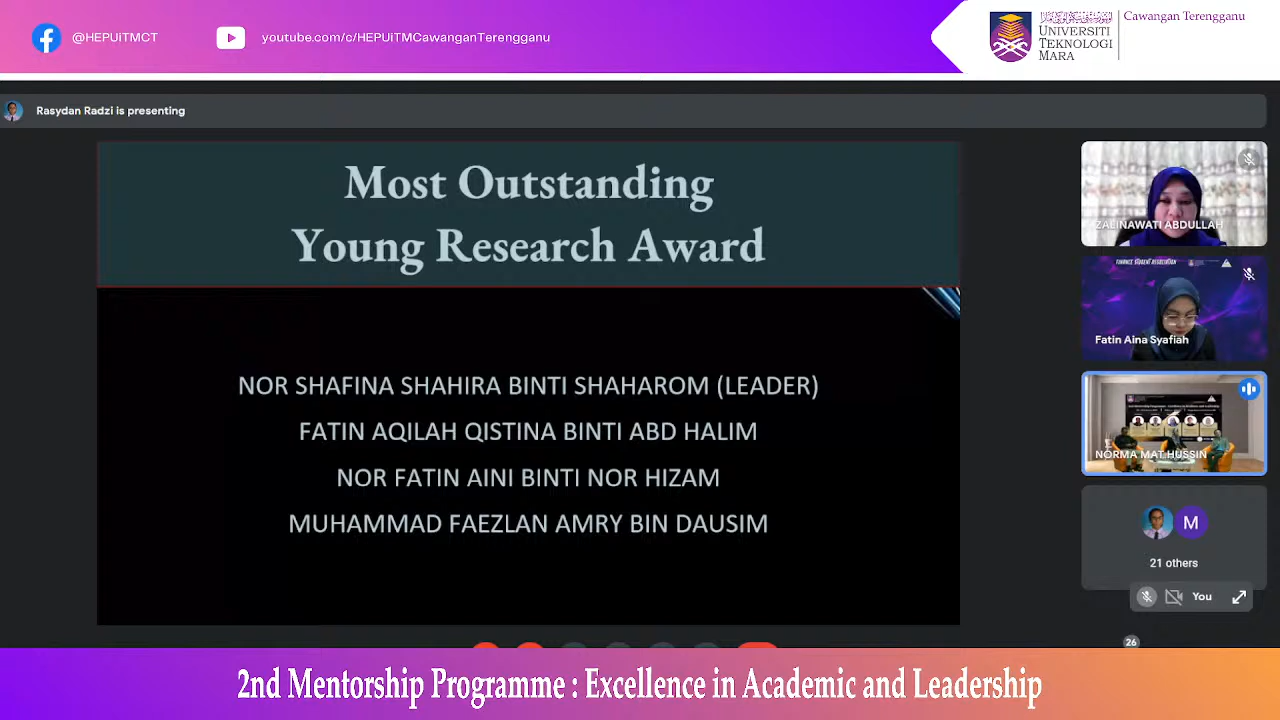 @HEPUiTMCT
youtube.com/c/HEPUiTMCawanganTerengganu
UNIVERSITI
TEKNOLOGI
MARA
Cawangan Terengganu
Rasydan Radzi is presenting
Most Outstanding
Young Research Award
NOR SHAFINA SHAHIRA BINTI SHAHAROM (LEADER)
FATIN AQILAH QISTINA BINTI ABD HALIM
NOR FATIN AINI BINTI NOR HIZAM
MUHAMMAD FAEZLAN AMRY BIN DAUSIM
ZALINAWATI ABDULLAH
FINANCE STUDENT ASSOCIATION
Fatin Aina Syafiah
NORMA MAT HUSSIN
M
21 others
You
26
2nd Mentorship Programme : Excellence in Academic and Leadership